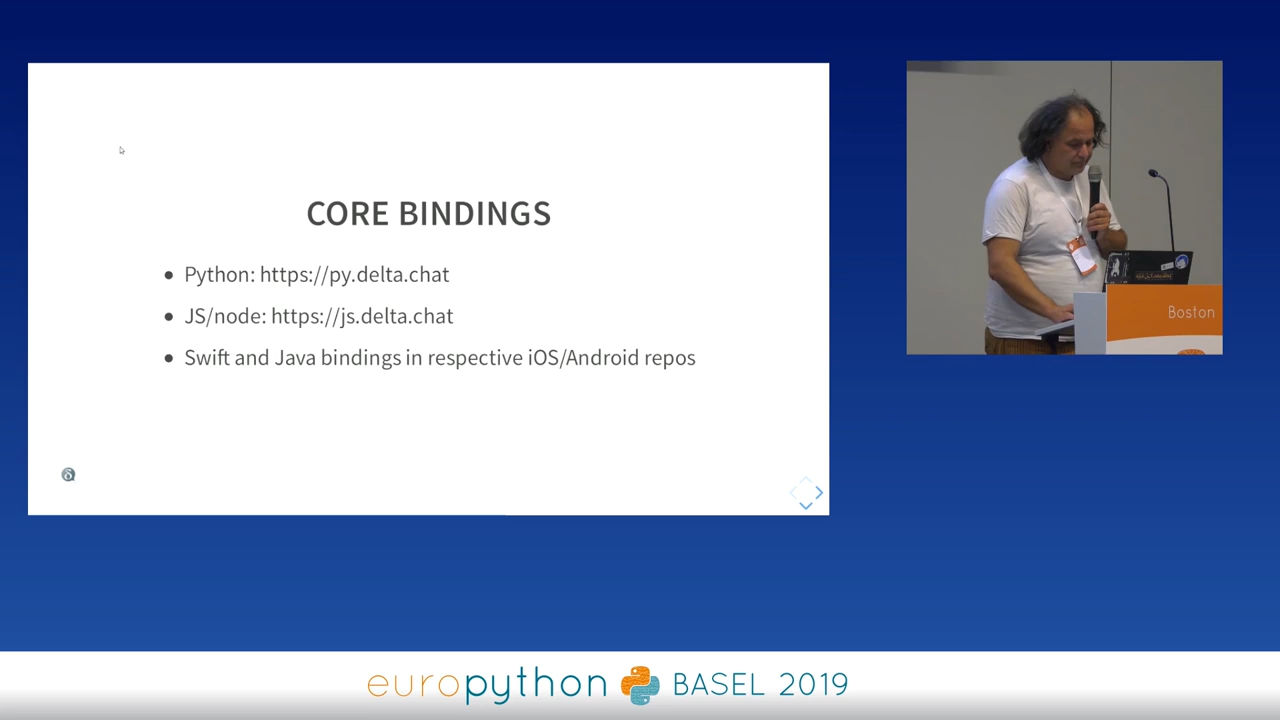 CORE BINDINGS
Python: https://py.delta.chat
JS/node: https://js.delta.chat
Swift and Java bindings in respective iOS/Android repos
Boston
europython BASEL 2019